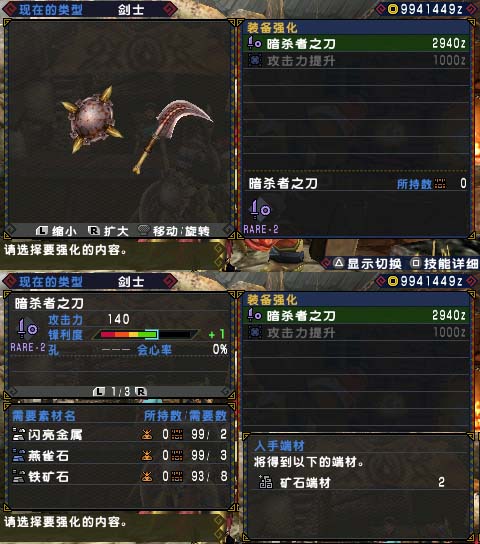 现在的类型 剑士
9941449z
装备强化
暗杀者之刀 2940z
攻击力提升 1000z
暗杀者之刀 所持数 0
RARE-2
L 缩小 R 扩大 移动/旋转
请选择要强化的内容。
△显示切换 □技能详细
现在的类型 剑士
9941449z
暗杀者之刀
攻击力 140
RARE-2
锋利度 +1
孔 --- 会心率 0%
L 1/3 R
装备强化
暗杀者之刀 2940z
攻击力提升 1000z
需要素材名 所持数/需要数
闪亮金属 0 99/ 2
燕雀石 0 99/ 3
铁矿石 0 93/ 8
入手端材
将得到以下的端材。
矿石端材 2
请选择要强化的内容。